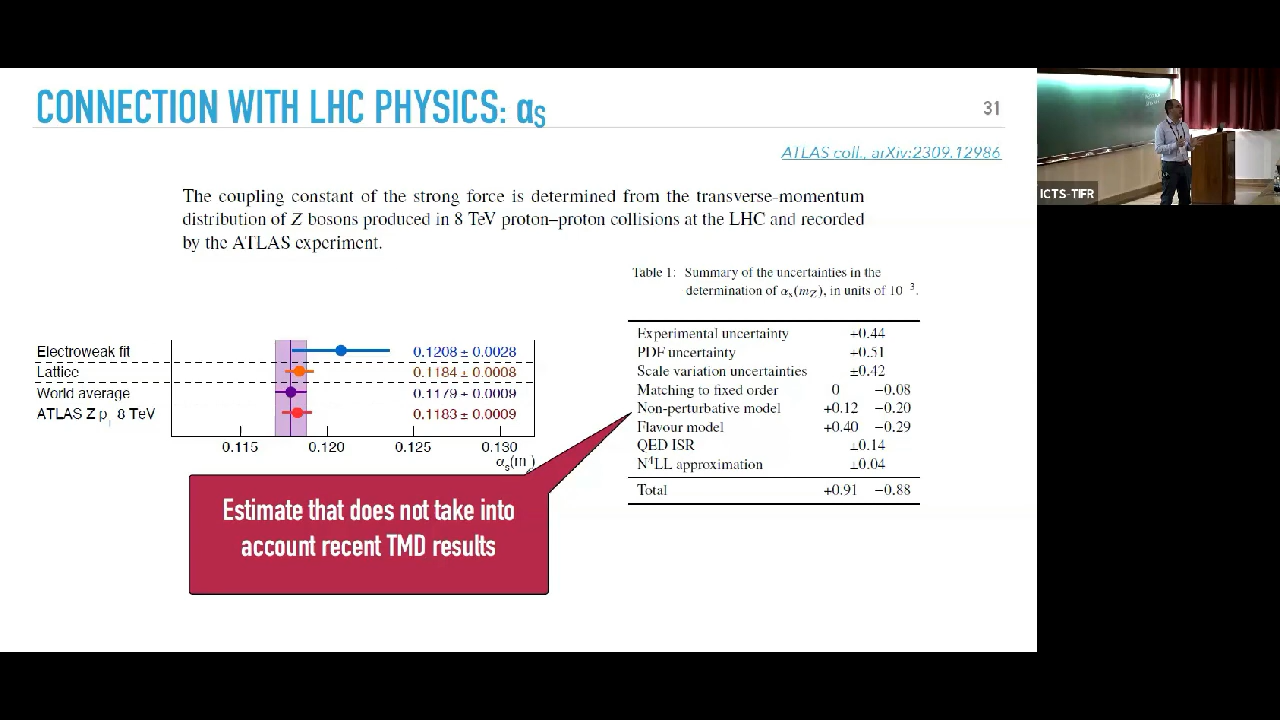 CONNECTION WITH LHC PHYSICS: αS
31
ATLAS coll., arXiv:2309.12986
The coupling constant of the strong force is determined from the transverse-momentum
distribution of Z bosons produced in 8 TeV proton–proton collisions at the LHC and recorded
by the ATLAS experiment.
Table 1: Summary of the uncertainties in the
determination of αs(mZ), in units of 10−3.
Experimental uncertainty ±0.44
PDF uncertainty ±0.51
Scale variation uncertainties ±0.42
Matching to fixed order 0 −0.08
Non-perturbative model +0.12 −0.20
Flavour model +0.40 −0.29
QED ISR ±0.14
N4LL approximation ±0.04
Total +0.91 −0.88
Electroweak fit 0.1208 ± 0.0028
Lattice 0.1184 ± 0.0008
World average 0.1179 ± 0.0009
ATLAS Z pT 8 TeV 0.1183 ± 0.0009
0.115 0.120 0.125 0.130
αs(m
Estimate that does not take into
account recent TMD results
ICTS-TIFR